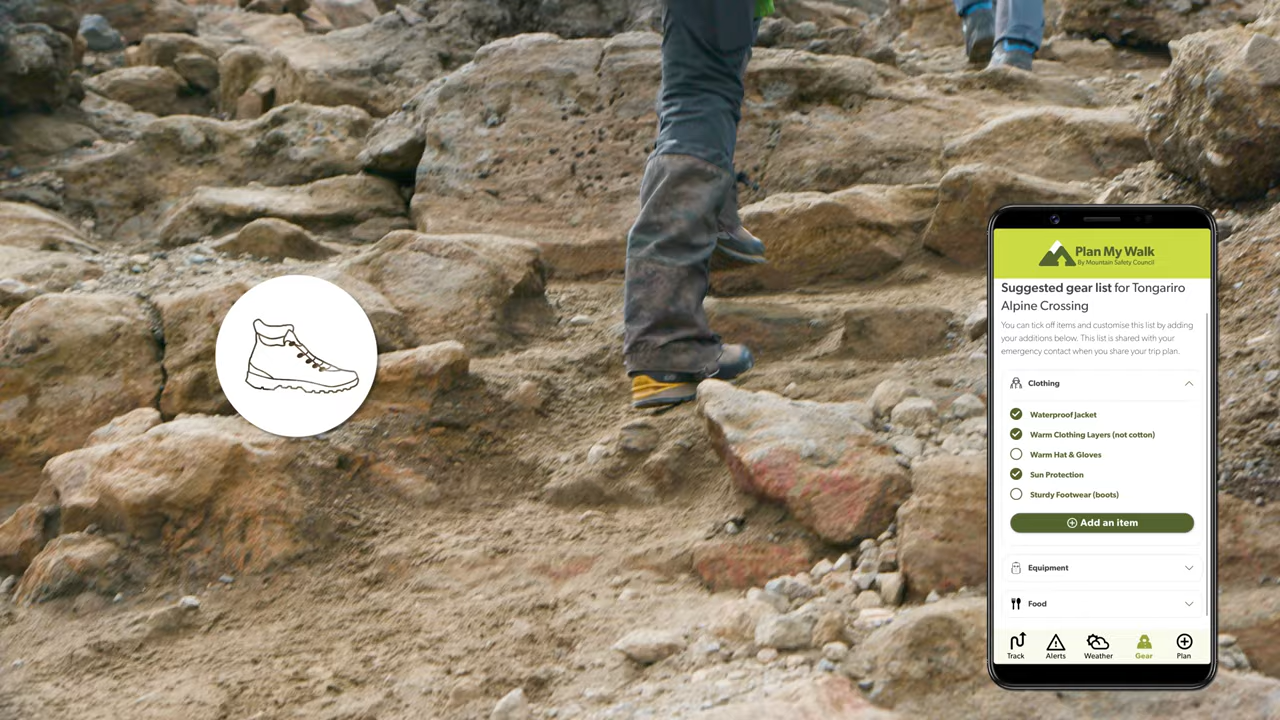 Plan My Walk
By Mountain Safety Council
Suggested gear list for Tongariro
Alpine Crossing
You can tick off items and customise this list by adding
your additions below. This list is shared with your
emergency contact when you share your trip plan.
Clothing
Waterproof Jacket
Warm Clothing Layers (not cotton)
Warm Hat & Gloves
Sun Protection
Sturdy Footwear (boots)
Add an item
Equipment
Food
Track
Alerts
Weather
Gear
Plan